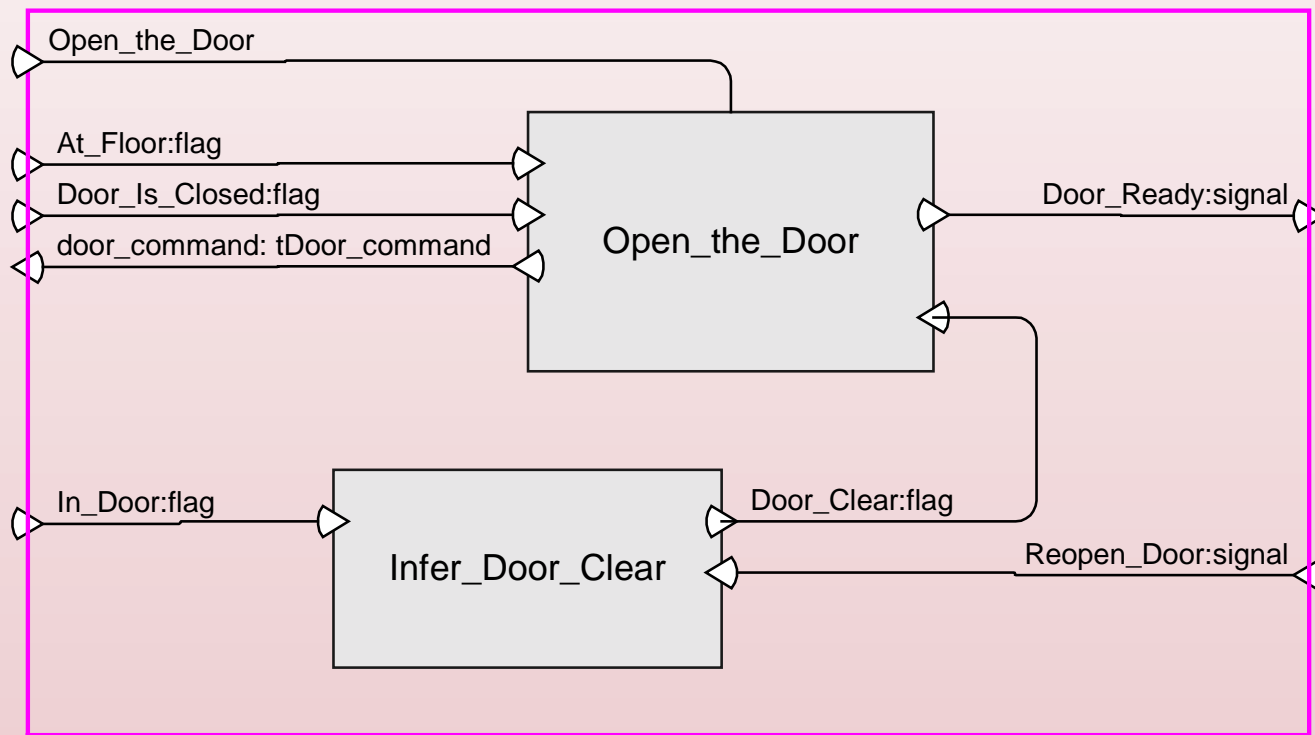 Open_the_Door
At_Floor:flag
Door_Is_Closed:flag
door_command: tDoor_command
Open_the_Door
Door_Ready:signal
In_Door:flag
Infer_Door_Clear
Door_Clear:flag
Reopen_Door:signal